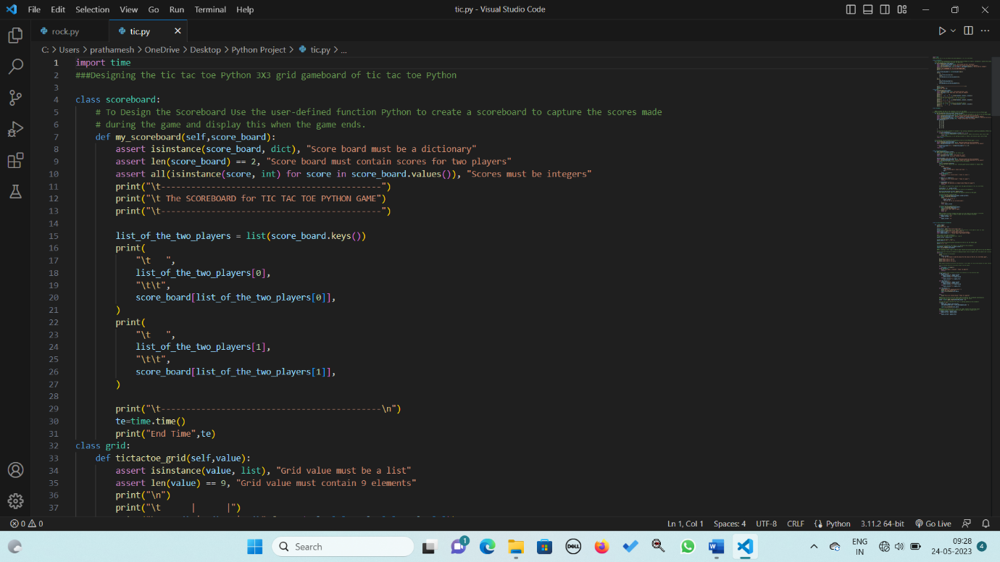 File Edit Selection View Go Run Terminal Help
tic.py - Visual Studio Code
rock.py
tic.py
C: > Users > prathamesh > OneDrive > Desktop > Python Project > tic.py > ...
1 import time
2 ###Designing the tic tac toe Python 3X3 grid gameboard of tic tac toe Python
3
4 class scoreboard:
5     # To Design the Scoreboard Use the user-defined function Python to create a scoreboard to capture the scores made
6     # during the game and display this when the game ends.
7     def my_scoreboard(self,score_board):
8         assert isinstance(score_board, dict), "Score board must be a dictionary"
9         assert len(score_board) == 2, "Score board must contain scores for two players"
10         assert all(isinstance(score, int) for score in score_board.values()), "Scores must be integers"
11         print("\t--------------------------------------------")
12         print("\t The SCOREBOARD for TIC TAC TOE PYTHON GAME")
13         print("\t--------------------------------------------")
14
15         list_of_the_two_players = list(score_board.keys())
16         print(
17             "\t   ",
18             list_of_the_two_players[0],
19             "\t\t",
20             score_board[list_of_the_two_players[0]],
21         )
22         print(
23             "\t   ",
24             list_of_the_two_players[1],
25             "\t\t",
26             score_board[list_of_the_two_players[1]],
27         )
28
29         print("\t--------------------------------------------\n")
30         te=time.time()
31         print("End Time",te)
32 class grid:
33     def tictactoe_grid(self,value):
34         assert isinstance(value, list), "Grid value must be a list"
35         assert len(value) == 9, "Grid value must contain 9 elements"
36         print("\n")
37         print("\t      |      |")
0 0
Ln 1, Col 1 Spaces: 4 UTF-8 CRLF Python 3.11.2 64-bit Go Live
Search
1
DELL
ENG
IN
09:28
24-05-2023
4